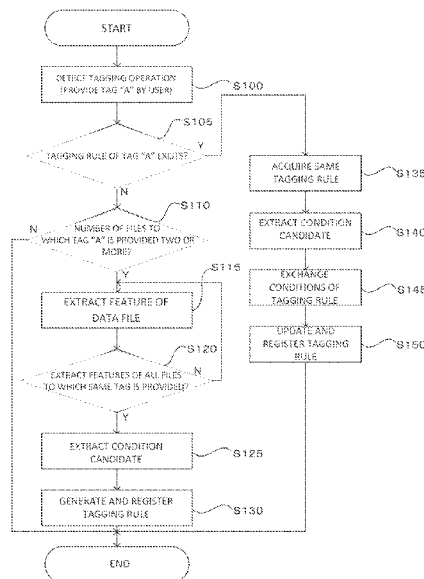 START
DETECT TAGGING OPERATION
(PROVIDE TAG "A" BY USER)
S100
S105
TAGGING RULE OF TAG "A" EXISTS?
Y
N
S110
N
NUMBER OF FILES TO
WHICH TAG "A" IS PROVIDED TWO OR
MORE?
Y
S115
EXTRACT FEATURE OF
DATA FILE
S120
EXTRACT FEATURES OF ALL FILES
TO WHICH SAME TAG IS PROVIDED?
N
Y
EXTRACT CONDITION
CANDIDATE
S125
GENERATE AND REGISTER
TAGGING RULE
S130
ACQUIRE SAME
TAGGING RULE
S135
EXTRACT CONDITION
CANDIDATE
S140
EXCHANGE
CONDITIONS OF
TAGGING RULE
S145
UPDATE AND
REGISTER TAGGING
RULE
S150
END